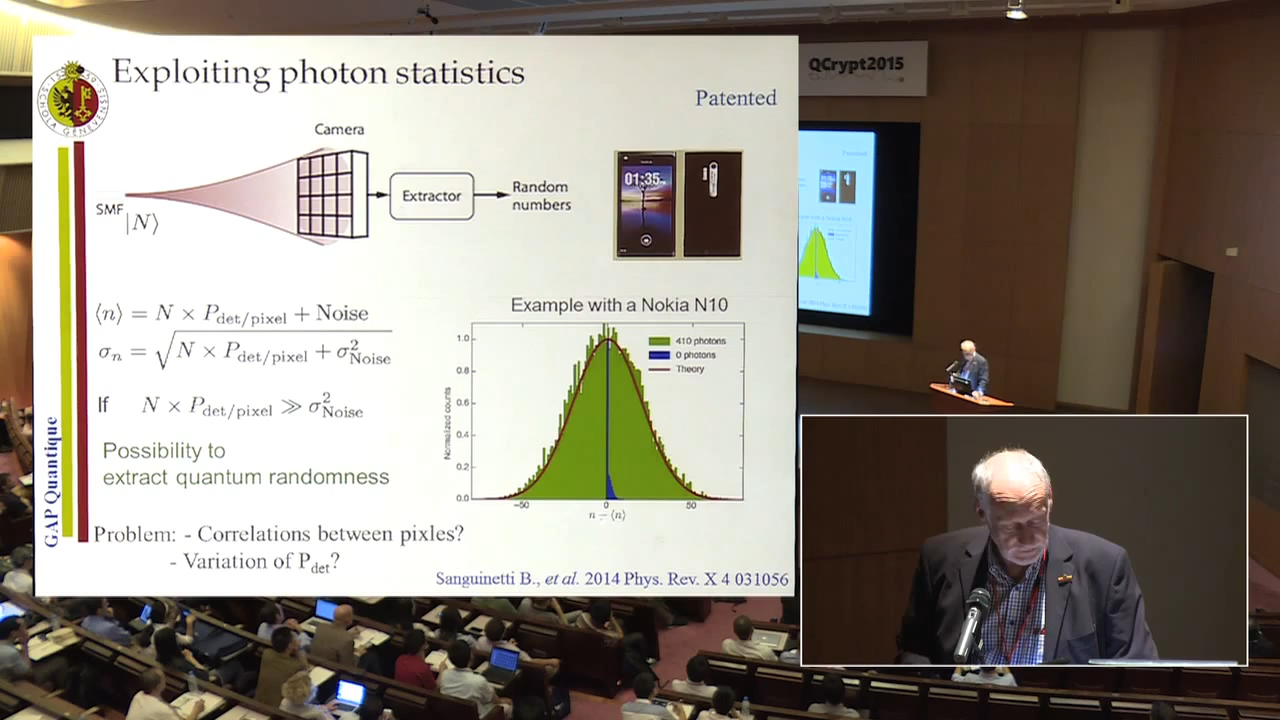 Exploiting photon statistics
Patented
SCHOLA GENEVENSIS
Camera
SMF
|N⟩
Extractor
Random
numbers
01:35
⟨n⟩ = N × P_det/pixel + Noise
σ_n = √(N × P_det/pixel + σ²_Noise)
If N × P_det/pixel ≫ σ²_Noise
Possibility to
extract quantum randomness
Example with a Nokia N10
410 photons
0 photons
Theory
Normalized counts
1.0
0.8
0.6
0.4
0.2
0.0
−50 0 50
n − ⟨n⟩
Problem: - Correlations between pixles?
- Variation of P_det?
Sanguinetti B., et al. 2014 Phys. Rev. X 4 031056
GAP Quantique
QCrypt2015
Patented